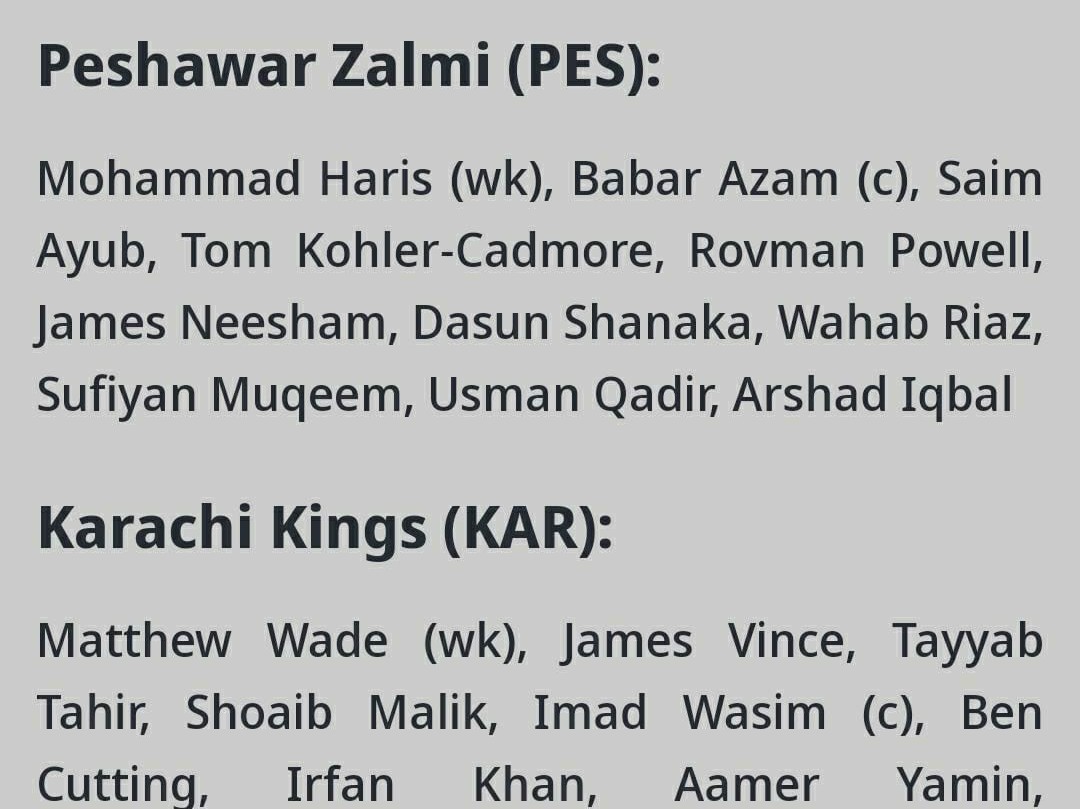 Peshawar Zalmi (PES):
Mohammad Haris (wk), Babar Azam (c), Saim
Ayub, Tom Kohler-Cadmore, Rovman Powell,
James Neesham, Dasun Shanaka, Wahab Riaz,
Sufiyan Muqeem, Usman Qadir, Arshad Iqbal
Karachi Kings (KAR):
Matthew Wade (wk), James Vince, Tayyab
Tahir, Shoaib Malik, Imad Wasim (c), Ben
Cutting, Irfan Khan, Aamer Yamin,